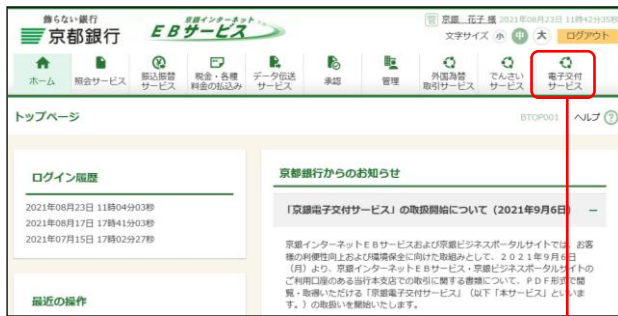 飾らない銀行
京都銀行
京銀インターネット
EBサービス
京銀 花子 様 2021年08月23日 11時42分35秒
文字サイズ 小 中 大 ログアウト
ホーム
照会サービス
振込振替
サービス
税金・各種
料金の払込み
データ伝送
サービス
承認
管理
外国為替
取引サービス
でんさい
サービス
電子交付
サービス
トップページ
BTOP001 ヘルプ ?
ログイン履歴
2021年08月23日 11時04分03秒
2021年08月17日 17時41分03秒
2021年07月15日 17時02分27秒
最近の操作
京都銀行からのお知らせ
「京銀電子交付サービス」の取扱開始について（2021年9月6日） −
京銀インターネットEBサービスおよび京銀ビジネスポータルサイトでは、お客
様の利便性向上および環境保全に向けた取組みとして、2021年9月6日
（月）より、京銀インターネットEBサービス・京銀ビジネスポータルサイトの
ご利用口座のある当行本支店での取引に関する書類について、PDF形式で閲
覧・取得いただける「京銀電子交付サービス」（以下「本サービス」といいま
す。）の取扱いを開始いたします。